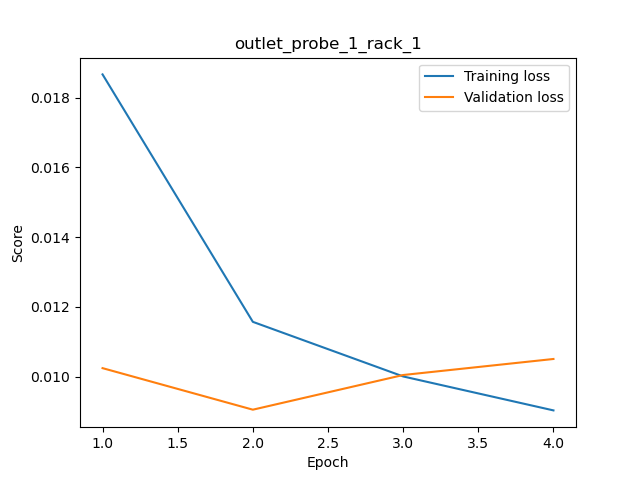 outlet_probe_1_rack_1
Training loss
Validation loss
0.018
0.016
0.014
0.012
0.010
Score
1.0 1.5 2.0 2.5 3.0 3.5 4.0
Epoch